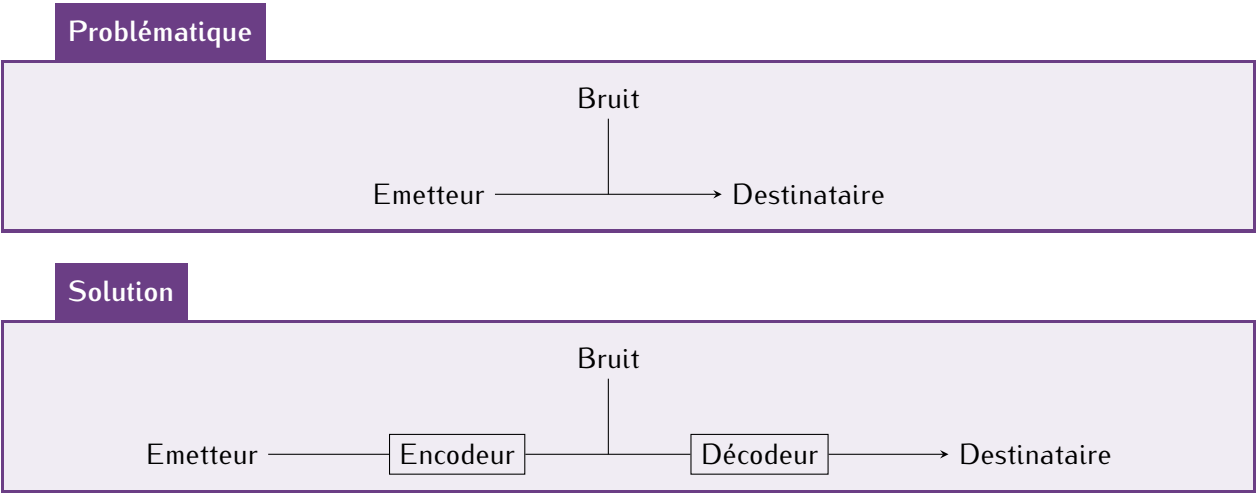 Problématique
Bruit
Emetteur Destinataire
Solution
Bruit
Emetteur Encodeur Décodeur Destinataire